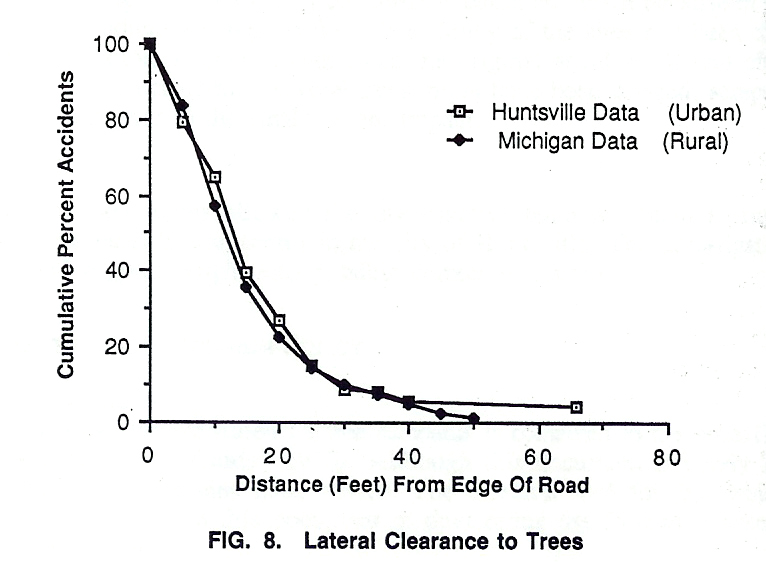 100
80
60
40
20
0
Cumulative Percent Accidents
Huntsville Data (Urban)
Michigan Data (Rural)
0 20 40 60 80
Distance (Feet) From Edge Of Road
FIG. 8. Lateral Clearance to Trees